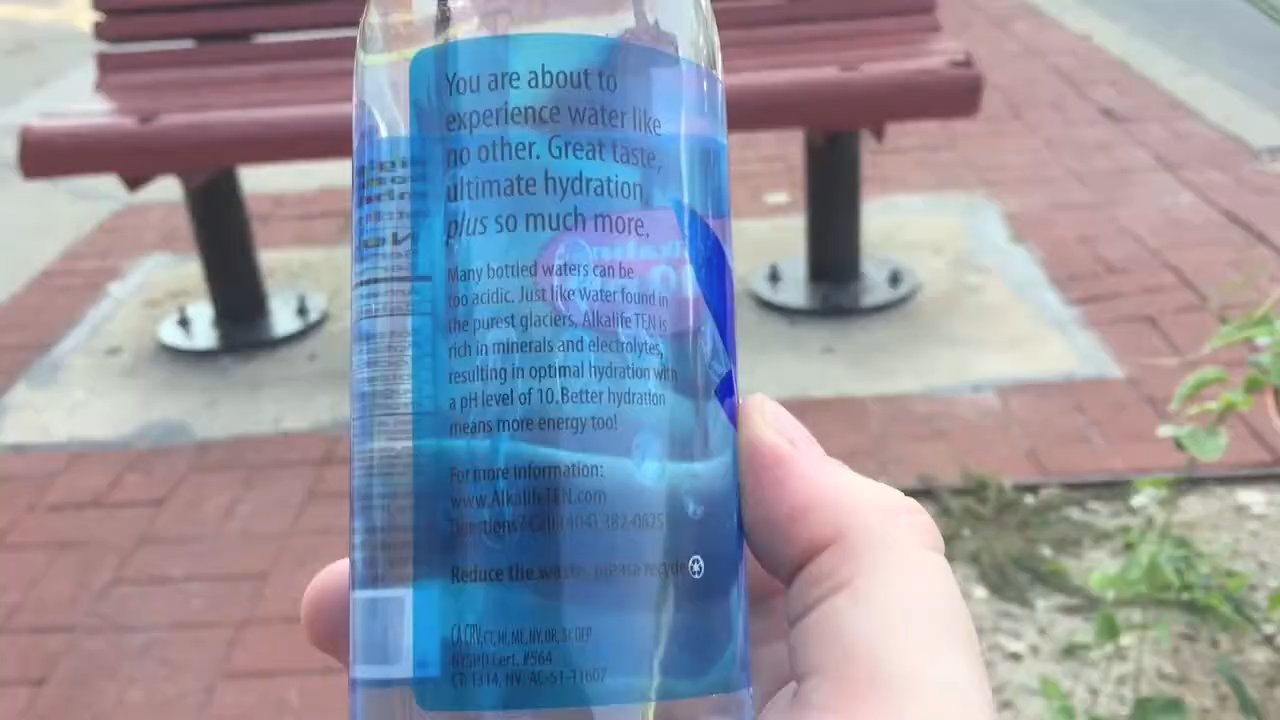 You are about to
experience water like
no other. Great taste,
ultimate hydration
plus so much more.
Many bottled waters can be
too acidic. Just like water found in
the purest glaciers, Alkalife TEN is
rich in minerals and electrolytes,
resulting in optimal hydration with
a pH level of 10. Better hydration
means more energy too!
For more information:
www.AlkalifeTEN.com
Questions? Call (404) 382-0625
Reduce the waste, please recycle
CA CRV, CT, HI, ME, NY, OR, 5¢ DEP
NYSHD Cert. #564
CT: 1314, NV: AC-51-11607